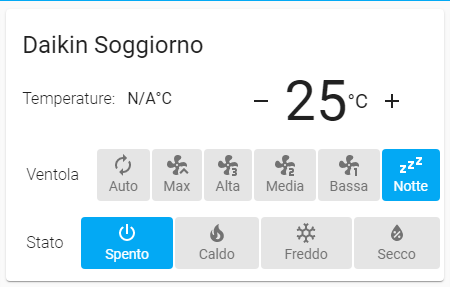 Daikin Soggiorno
Temperature: N/A°C − 25 °C +
Ventola Auto Max Alta Media Bassa Notte
Stato Spento Caldo Freddo Secco